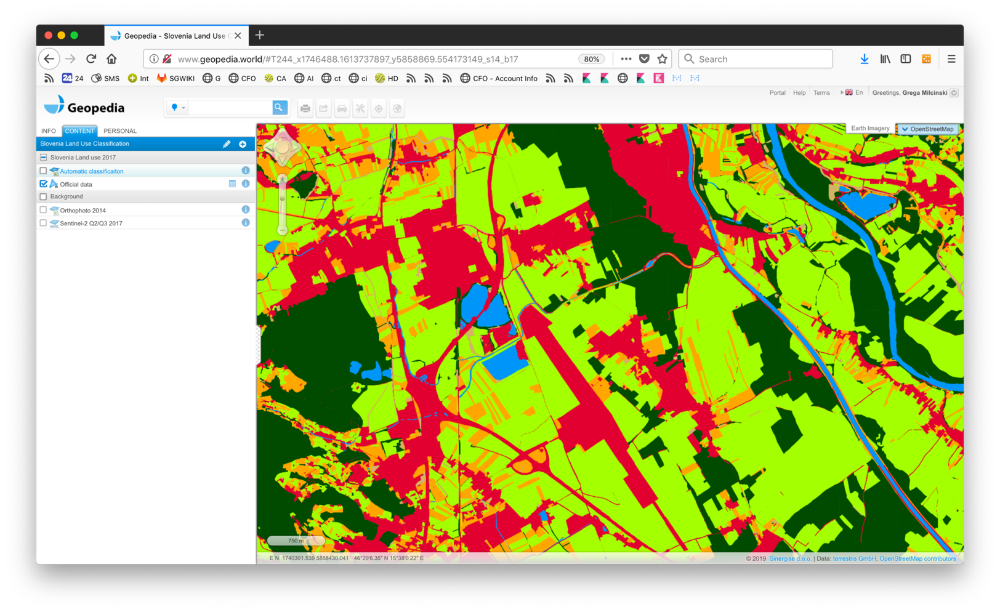 Geopedia - Slovenia Land Use C
www.geopedia.world/#T244_x1746488.1613737897_y5858869.554173149_s14_b17
80%
Search
24 24 SMS Int SGWIKI G CFO CA AI ct ci HD CFO - Account Info
Portal Help Terms En Greetings, Grega Milcinski
Geopedia
INFO CONTENT PERSONAL
Earth Imagery OpenStreetMap
Slovenia Land Use Classification
Slovenia Land use 2017
Automatic classificaiton
Official data
Background
Orthophoto 2014
WMS Sentinel-2 Q2/Q3 2017
750 m
E N: 1740301.539 5858430.041 46°29'6.35" N 15°38'0.22" E
© 2019 Sinergise d.o.o. | Data: terrestris GmbH, OpenStreetMap contributors